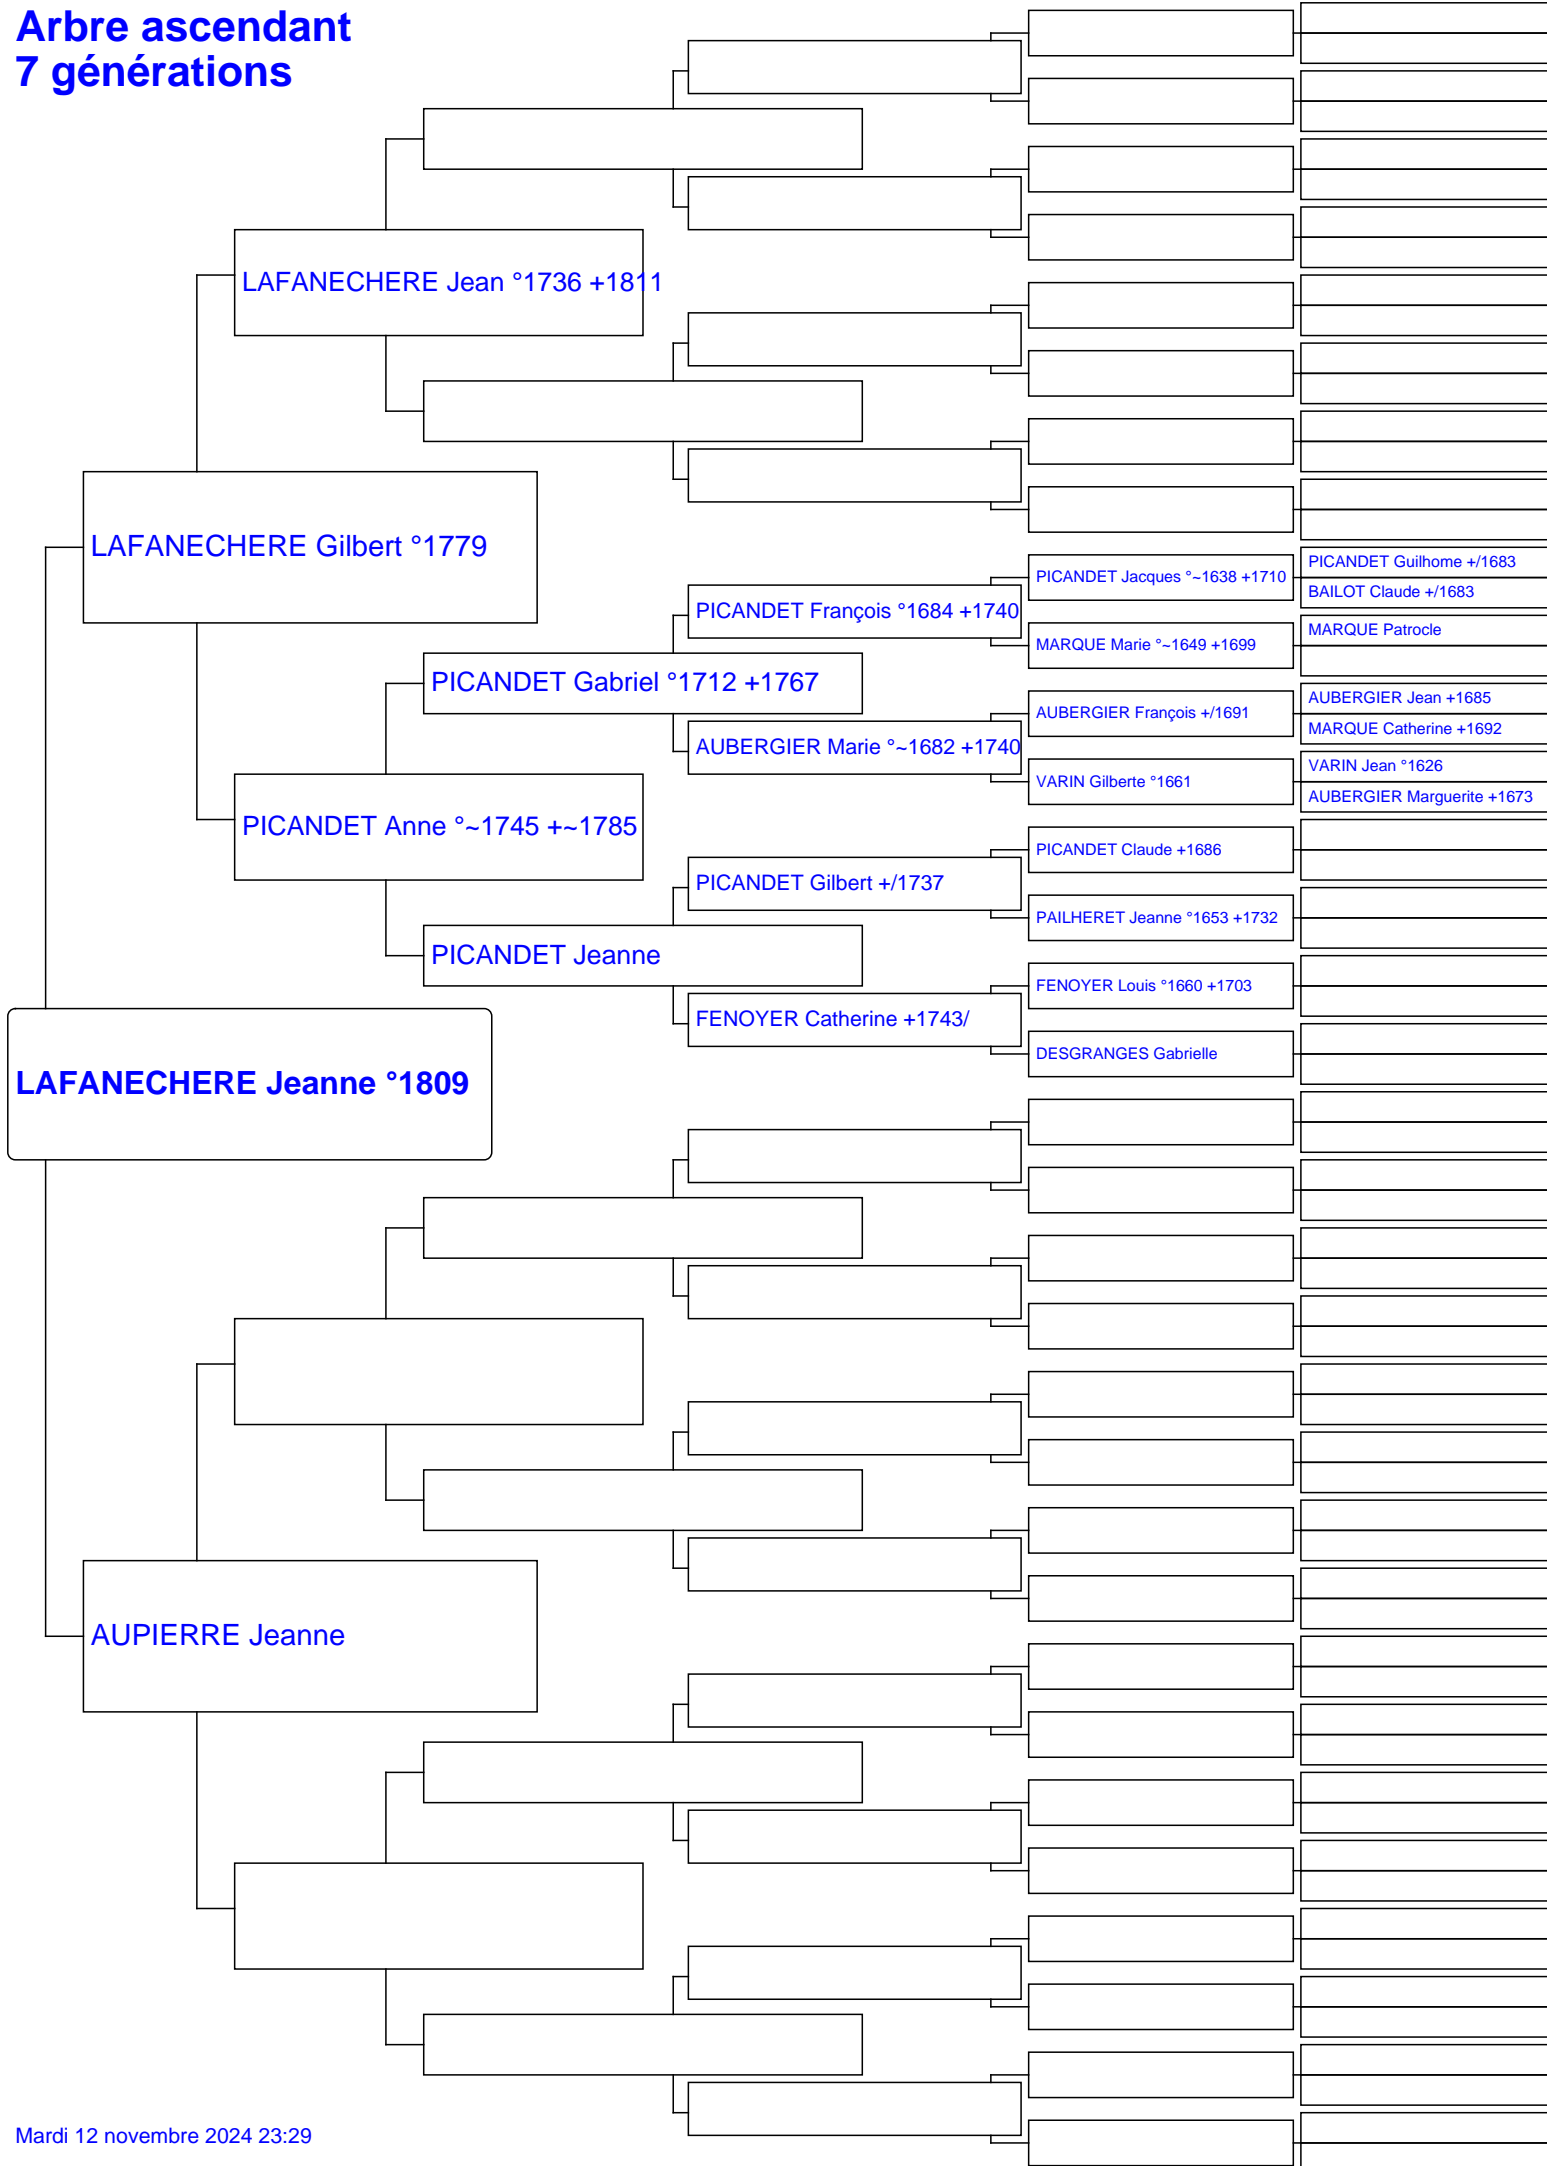 Arbre ascendant
7 générations
LAFANECHERE Jean °1736 +1811
LAFANECHERE Gilbert °1779
PICANDET Jacques °~1638 +1710
PICANDET Guilhome +/1683
BAILOT Claude +/1683
PICANDET François °1684 +1740
MARQUE Marie °~1649 +1699
MARQUE Patrocle
PICANDET Gabriel °1712 +1767
AUBERGIER François +/1691
AUBERGIER Jean +1685
MARQUE Catherine +1692
AUBERGIER Marie °~1682 +1740
VARIN Gilberte °1661
VARIN Jean °1626
AUBERGIER Marguerite +1673
PICANDET Anne °~1745 +~1785
PICANDET Claude +1686
PICANDET Gilbert +/1737
PAILHERET Jeanne °1653 +1732
PICANDET Jeanne
FENOYER Louis °1660 +1703
FENOYER Catherine +1743/
DESGRANGES Gabrielle
LAFANECHERE Jeanne °1809
AUPIERRE Jeanne
Mardi 12 novembre 2024 23:29